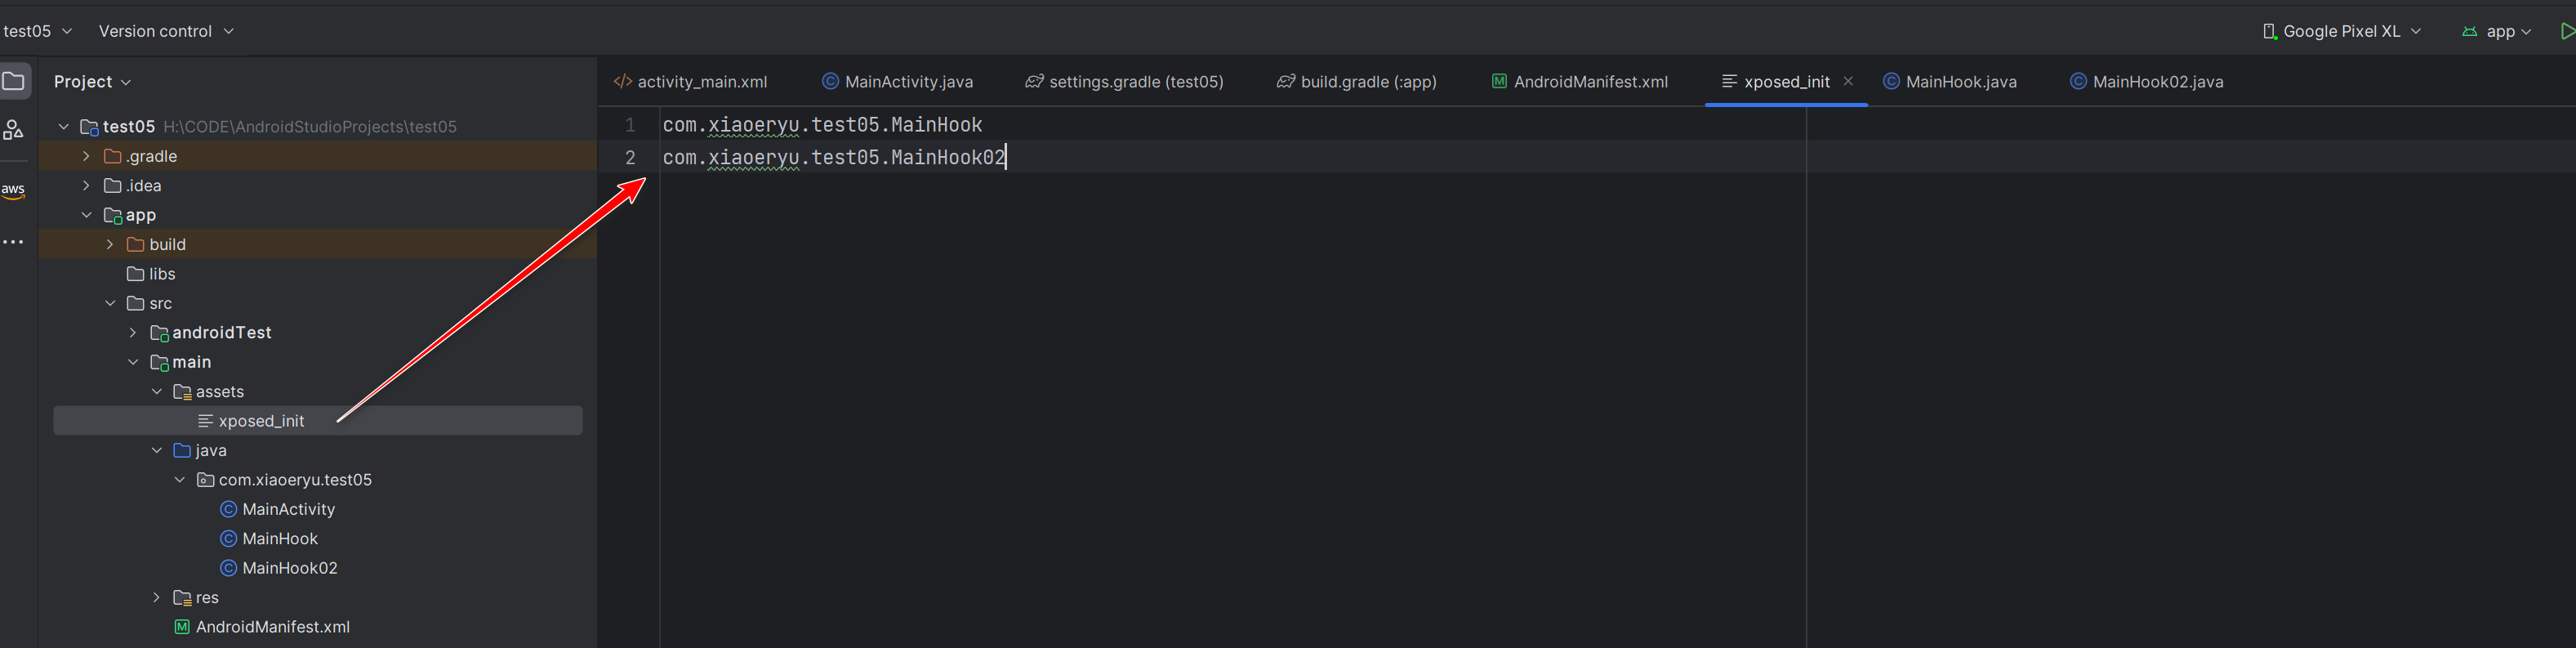 test05 Version control Google Pixel XL app
Project
activity_main.xml MainActivity.java settings.gradle (test05) build.gradle (:app) AndroidManifest.xml xposed_init MainHook.java MainHook02.java
test05 H:\CODE\AndroidStudioProjects\test05
.gradle
.idea
aws
app
build
libs
src
androidTest
main
assets
xposed_init
java
com.xiaoeryu.test05
MainActivity
MainHook
MainHook02
res
AndroidManifest.xml
1 com.xiaoeryu.test05.MainHook
2 com.xiaoeryu.test05.MainHook02